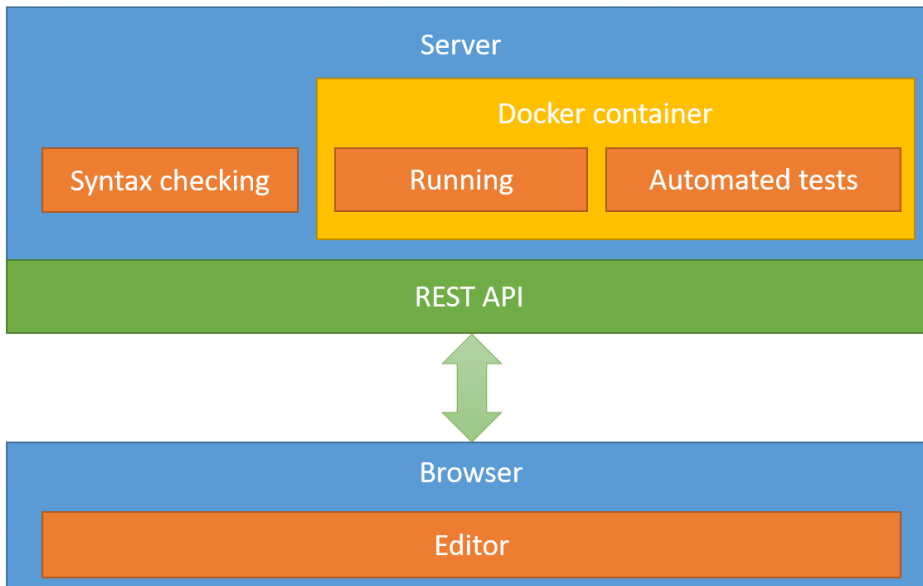 Server
Docker container
Syntax checking
Running
Automated tests
REST API
Browser
Editor